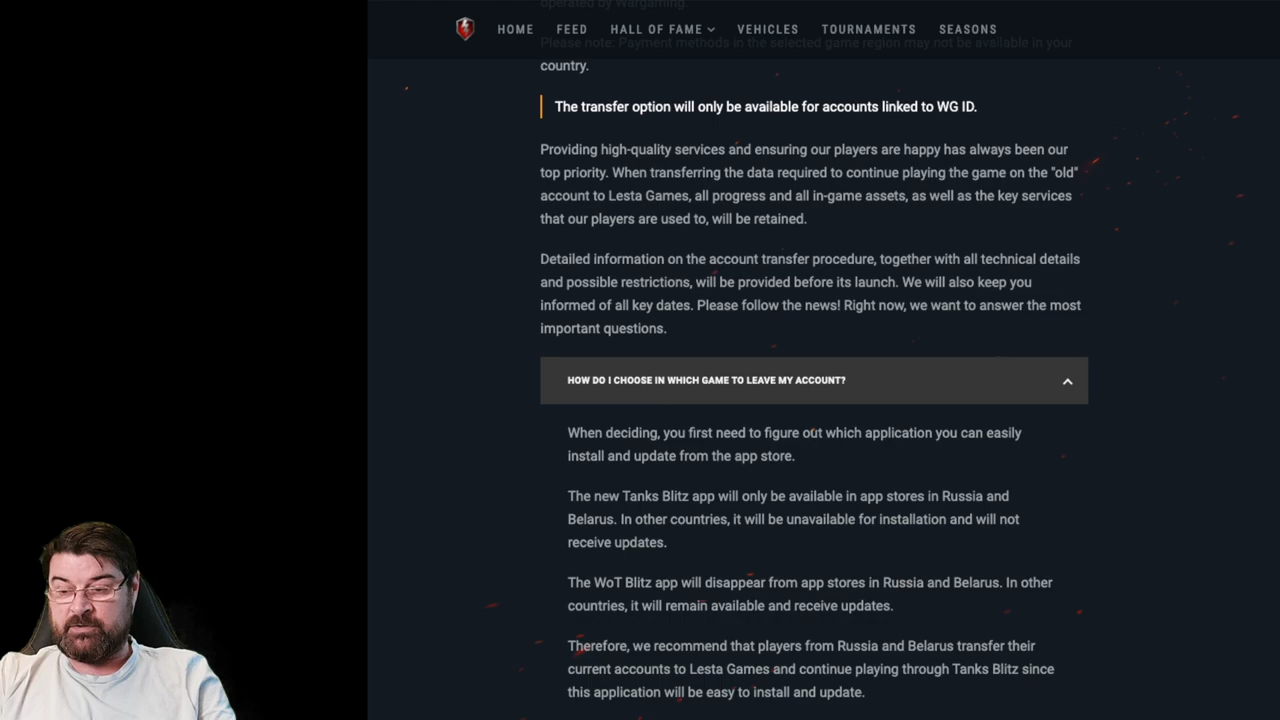 operated by Wargaming.
HOME FEED HALL OF FAME VEHICLES TOURNAMENTS SEASONS
Please note: Payment methods in the selected game region may not be available in your
country.
The transfer option will only be available for accounts linked to WG ID.
Providing high-quality services and ensuring our players are happy has always been our
top priority. When transferring the data required to continue playing the game on the "old"
account to Lesta Games, all progress and all in-game assets, as well as the key services
that our players are used to, will be retained.
Detailed information on the account transfer procedure, together with all technical details
and possible restrictions, will be provided before its launch. We will also keep you
informed of all key dates. Please follow the news! Right now, we want to answer the most
important questions.
HOW DO I CHOOSE IN WHICH GAME TO LEAVE MY ACCOUNT?
When deciding, you first need to figure out which application you can easily
install and update from the app store.
The new Tanks Blitz app will only be available in app stores in Russia and
Belarus. In other countries, it will be unavailable for installation and will not
receive updates.
The WoT Blitz app will disappear from app stores in Russia and Belarus. In other
countries, it will remain available and receive updates.
Therefore, we recommend that players from Russia and Belarus transfer their
current accounts to Lesta Games and continue playing through Tanks Blitz since
this application will be easy to install and update.